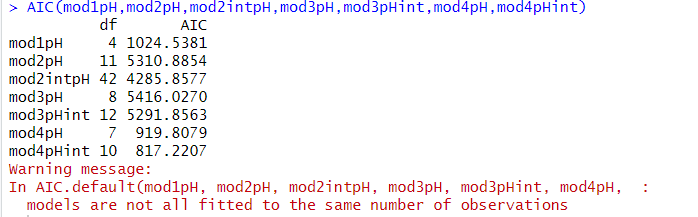 > AIC(mod1pH,mod2pH,mod2intpH,mod3pH,mod3pHint,mod4pH,mod4pHint)
df AIC
mod1pH 4 1024.5381
mod2pH 11 5310.8854
mod2intpH 42 4285.8577
mod3pH 8 5416.0270
mod3pHint 12 5291.8563
mod4pH 7 919.8079
mod4pHint 10 817.2207
Warning message:
In AIC.default(mod1pH, mod2pH, mod2intpH, mod3pH, mod3pHint, mod4pH, :
models are not all fitted to the same number of observations